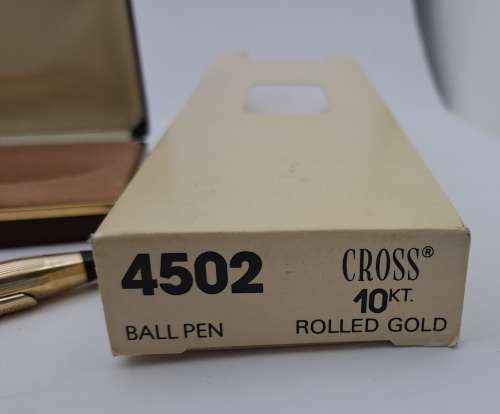 4502
BALL PEN
CROSS®
10KT.
ROLLED GOLD